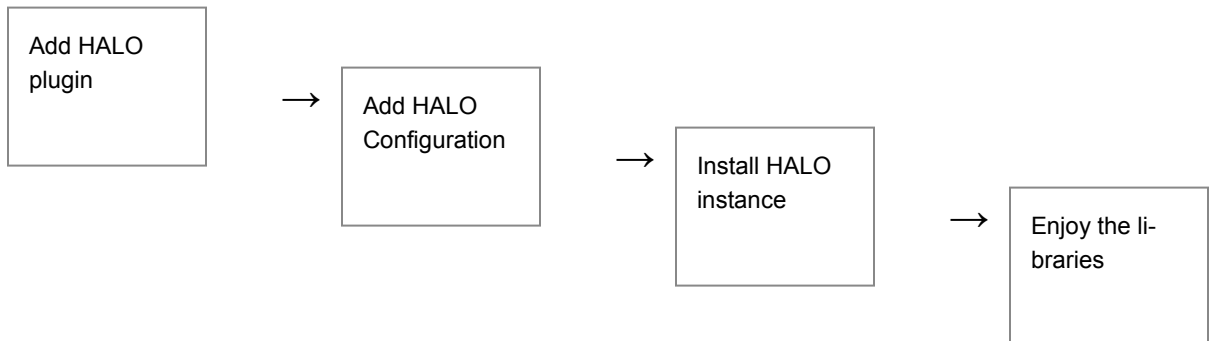 Add HALO
plugin
→
Add HALO
Configuration
→
Install HALO
instance
→
Enjoy the li-
braries